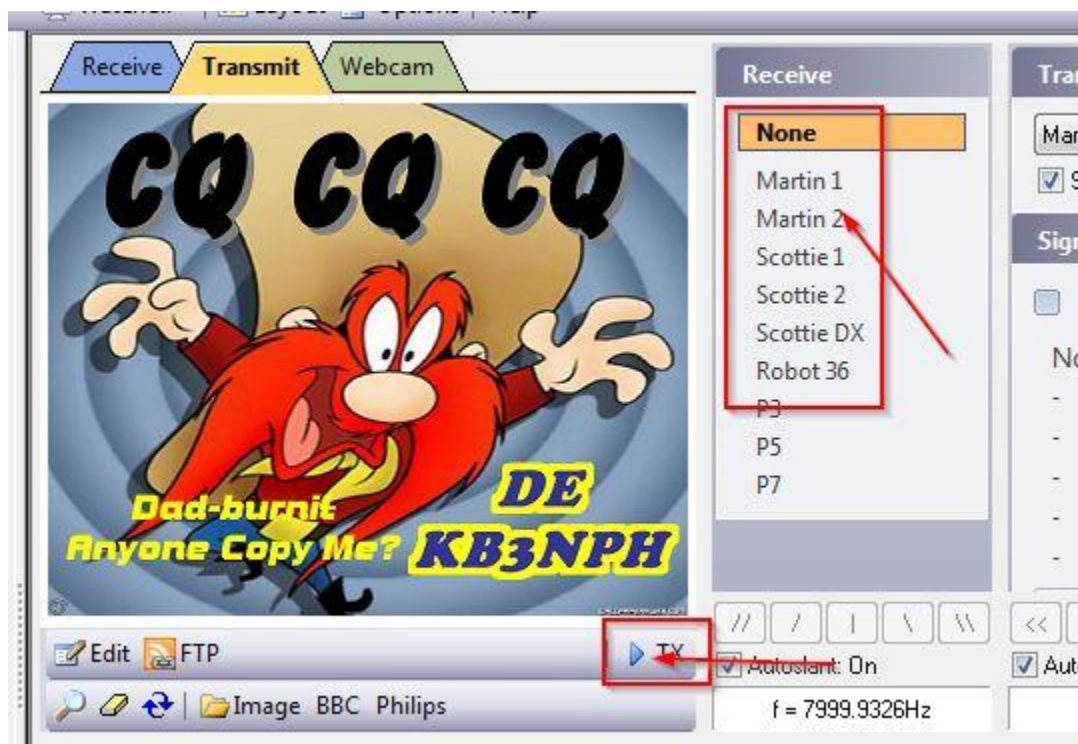 Receive Transmit Webcam
CQ CQ CQ
Dad-burnit
Anyone Copy Me?
DE
KB3NPH
Edit FTP TX
Image BBC Philips
Receive
None
Martin 1
Martin 2
Scottie 1
Scottie 2
Scottie DX
Robot 36
P3
P5
P7
// / | \ \\
Autoslant: On
f = 7999.9326Hz
<<